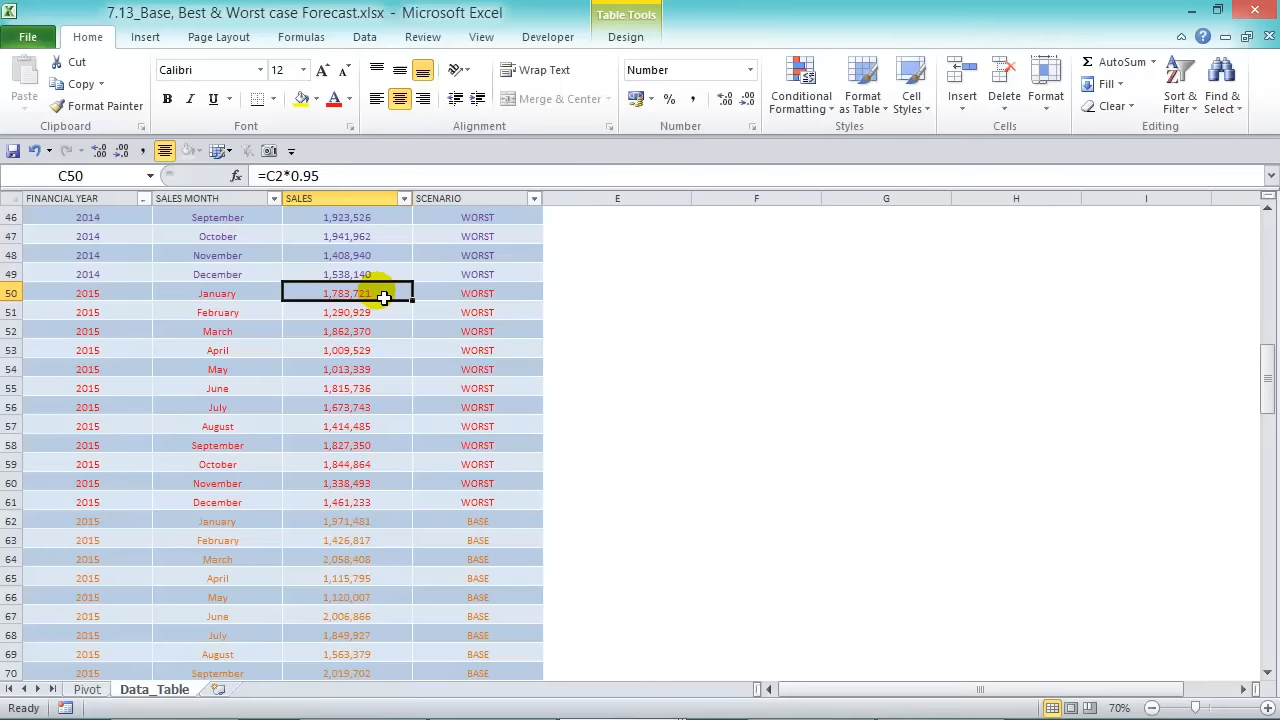 7.13_Base, Best & Worst case Forecast.xlsx - Microsoft Excel
Table Tools
File Home Insert Page Layout Formulas Data Review View Developer Design
Paste
Cut
Copy
Format Painter
Clipboard
Calibri 12
B I U A
Font
Wrap Text
Merge & Center
Alignment
Number
% ,
Number
Conditional Formatting
Format as Table
Cell Styles
Styles
Insert
Delete
Format
Cells
AutoSum
Fill
Clear
Sort & Filter
Find & Select
Editing
C50 fx =C2*0.95
FINANCIAL YEAR SALES MONTH SALES SCENARIO E F G H I
46 2014 September 1,923,526 WORST
47 2014 October 1,941,962 WORST
48 2014 November 1,408,940 WORST
49 2014 December 1,538,140 WORST
50 2015 January 1,783,721 WORST
51 2015 February 1,290,929 WORST
52 2015 March 1,862,370 WORST
53 2015 April 1,009,529 WORST
54 2015 May 1,013,339 WORST
55 2015 June 1,815,736 WORST
56 2015 July 1,673,743 WORST
57 2015 August 1,414,485 WORST
58 2015 September 1,827,350 WORST
59 2015 October 1,844,864 WORST
60 2015 November 1,338,493 WORST
61 2015 December 1,461,233 WORST
62 2015 January 1,971,481 BASE
63 2015 February 1,426,817 BASE
64 2015 March 2,058,408 BASE
65 2015 April 1,115,795 BASE
66 2015 May 1,120,007 BASE
67 2015 June 2,006,866 BASE
68 2015 July 1,849,927 BASE
69 2015 August 1,563,379 BASE
70 2015 September 2,019,702 BASE
Pivot Data_Table
Ready 70%